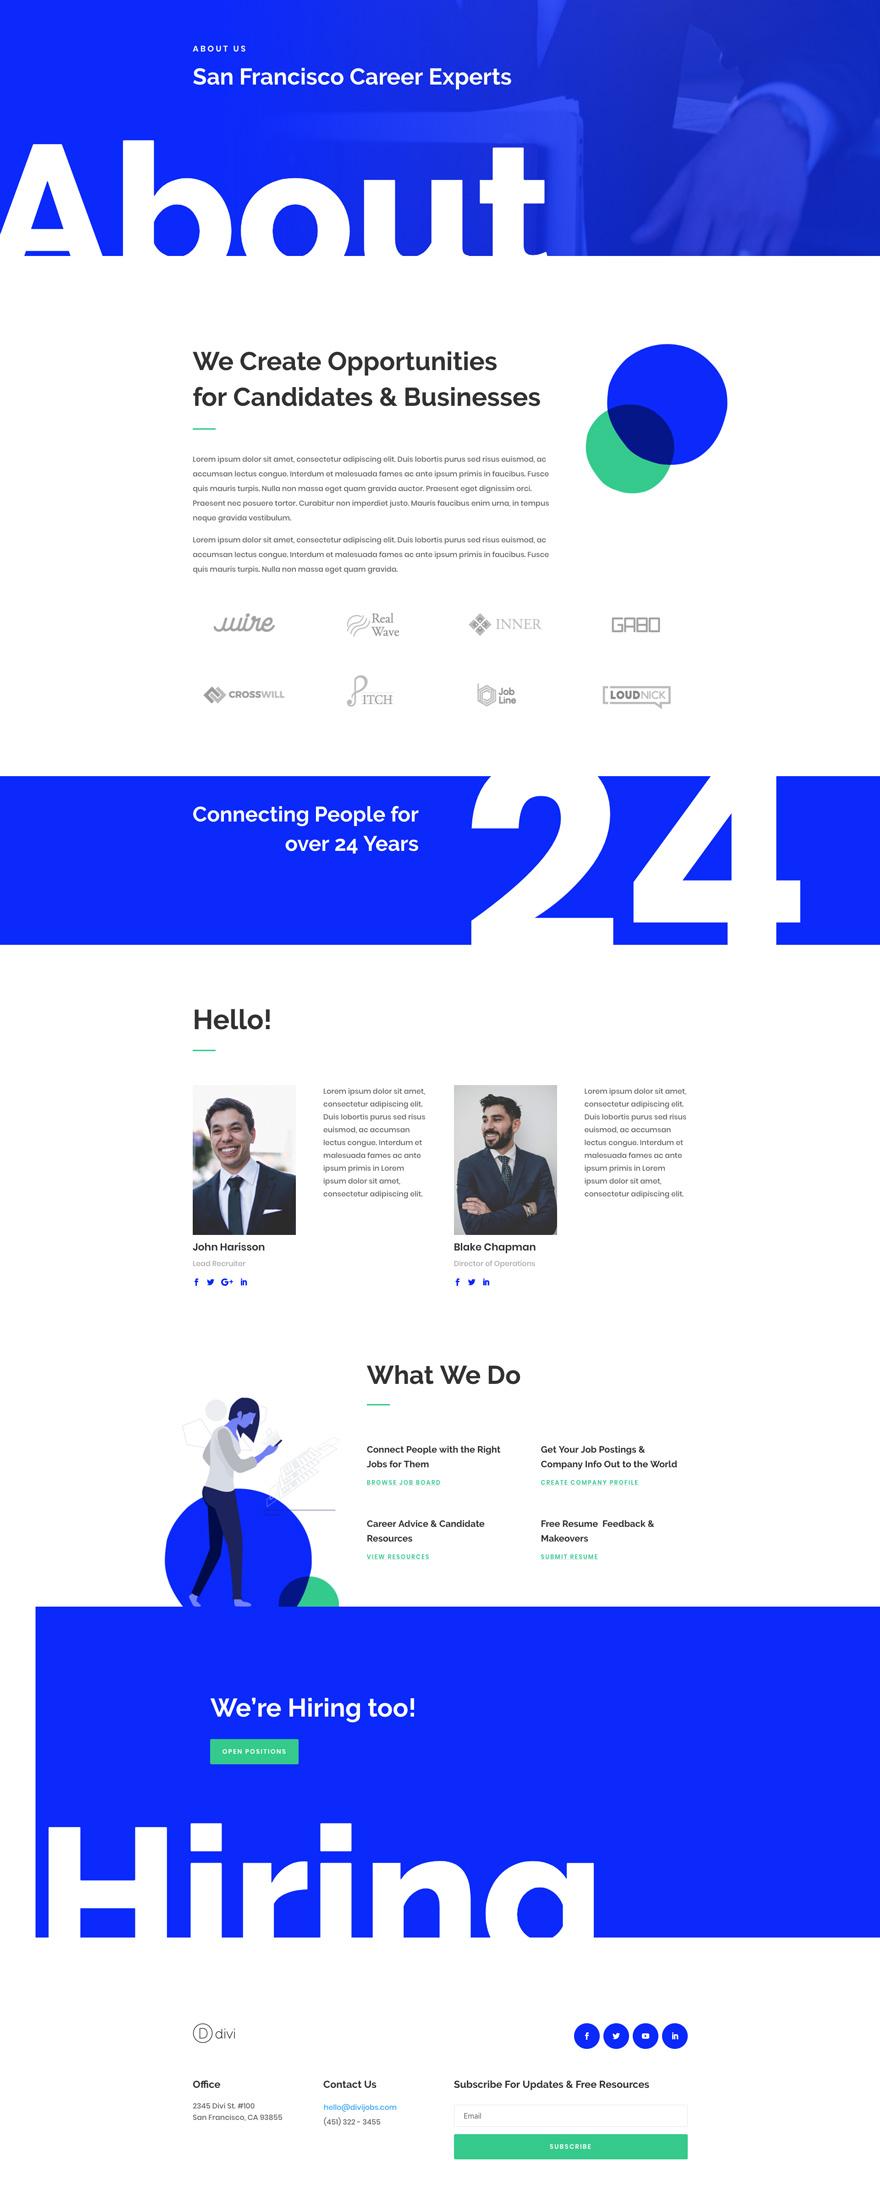 ABOUT US
San Francisco Career Experts
About
We Create Opportunities
for Candidates & Businesses
Lorem ipsum dolor sit amet, consectetur adipiscing elit. Duis lobortis purus sed risus euismod, ac
accumsan lectus congue. Interdum et malesuada fames ac ante ipsum primis in faucibus. Fusce
quis mauris turpis. Nulla non massa eget quam gravida auctor. Praesent eget dignissim orci.
Praesent nec posuere tortor. Curabitur non imperdiet justo. Mauris faucibus enim urna, in tempus
neque gravida vestibulum.
Lorem ipsum dolor sit amet, consectetur adipiscing elit. Duis lobortis purus sed risus euismod, ac
accumsan lectus congue. Interdum et malesuada fames ac ante ipsum primis in faucibus. Fusce
quis mauris turpis. Nulla non massa eget quam gravida.
wire
Real
Wave
INNER
GABO
CROSSWILL
PITCH
Job
Line
LOUDNICK
Connecting People for
over 24 Years
24
Hello!
Lorem ipsum dolor sit amet,
consectetur adipiscing elit.
Duis lobortis purus sed risus
euismod, ac accumsan
lectus congue. Interdum et
malesuada fames ac ante
ipsum primis in Lorem
ipsum dolor sit amet,
consectetur adipiscing elit.
John Harisson
Lead Recruiter
Lorem ipsum dolor sit amet,
consectetur adipiscing elit.
Duis lobortis purus sed risus
euismod, ac accumsan
lectus congue. Interdum et
malesuada fames ac ante
ipsum primis in Lorem
ipsum dolor sit amet,
consectetur adipiscing elit.
Blake Chapman
Director of Operations
What We Do
Connect People with the Right
Jobs for Them
BROWSE JOB BOARD
Get Your Job Postings &
Company Info Out to the World
CREATE COMPANY PROFILE
Career Advice & Candidate
Resources
VIEW RESOURCES
Free Resume Feedback &
Makeovers
SUBMIT RESUME
We're Hiring too!
OPEN POSITIONS
Hiring
D divi
Office
2345 Divi St. #100
San Francisco, CA 93855
Contact Us
hello@divijobs.com
(451) 322 - 3455
Subscribe For Updates & Free Resources
Email
SUBSCRIBE